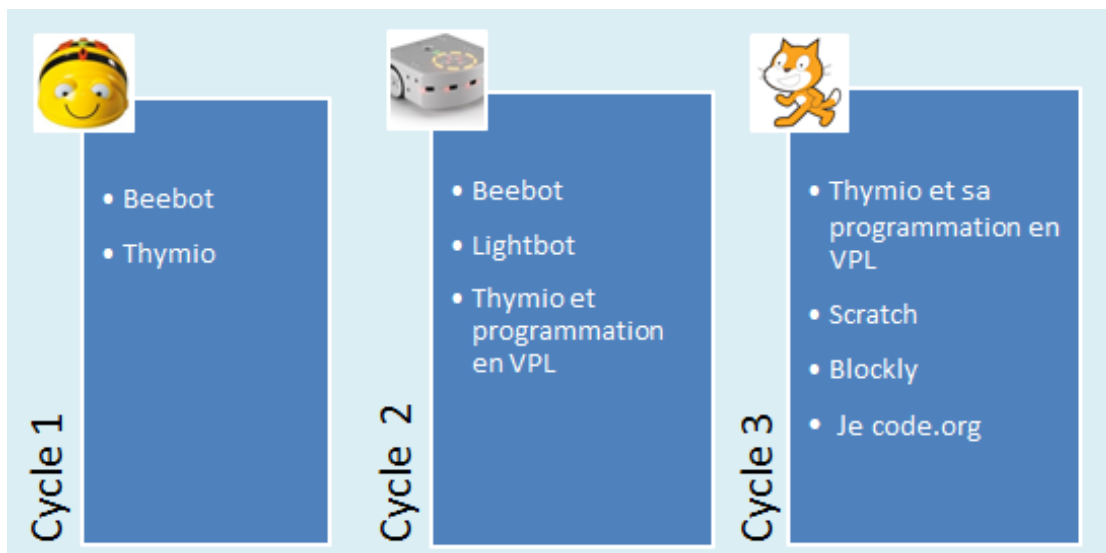 Cycle 1
• Beebot
• Thymio
Cycle 2
• Beebot
• Lightbot
• Thymio et
programmation
en VPL
Cycle 3
• Thymio et sa
programmation en
VPL
• Scratch
• Blockly
• Je code.org